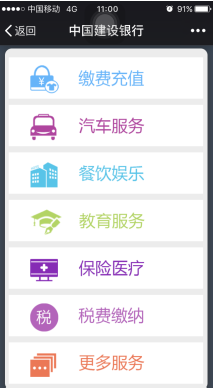 中国移动 4G 11:00 91%
返回 中国建设银行
¥ 缴费充值
汽车服务
餐饮娱乐
教育服务
保险医疗
税 税费缴纳
更多服务